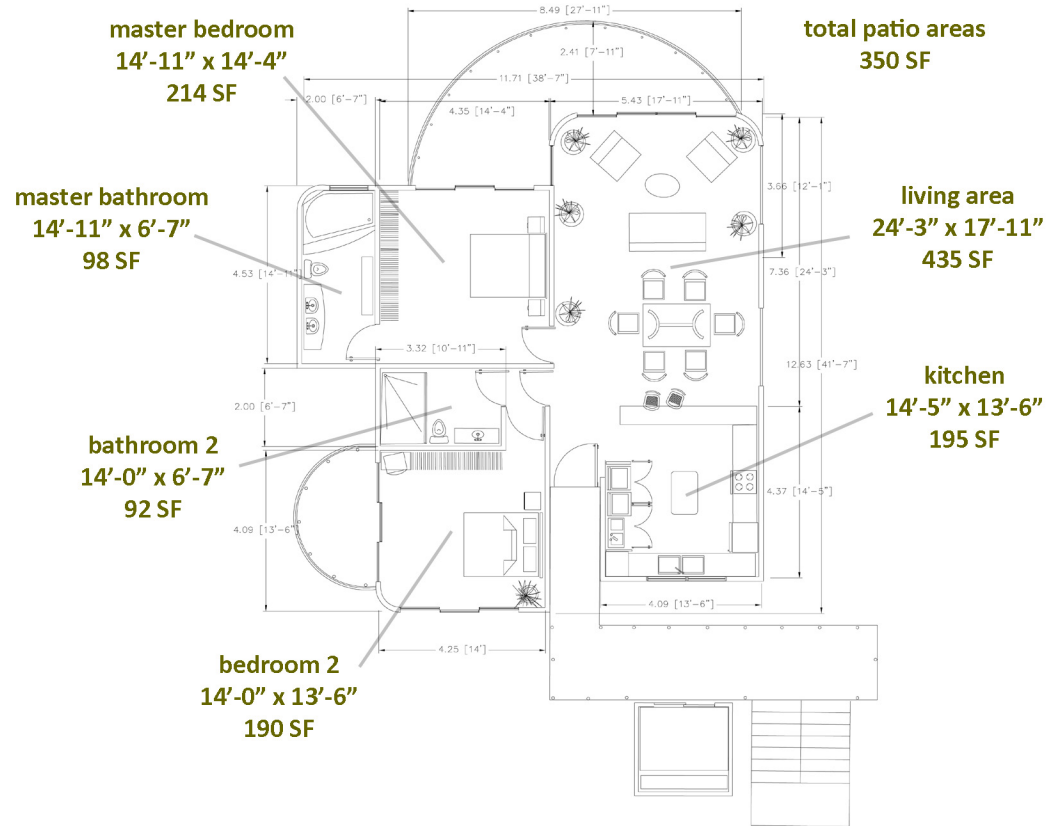 master bedroom
14’-11” x 14’-4”
214 SF
total patio areas
350 SF
master bathroom
14’-11” x 6’-7”
98 SF
living area
24’-3” x 17’-11”
435 SF
kitchen
14’-5” x 13’-6”
195 SF
bathroom 2
14’-0” x 6’-7”
92 SF
bedroom 2
14’-0” x 13’-6”
190 SF
8.49 [27'-11"]
2.41 [7'-11"]
11.71 [38'-7"]
2.00 [6'-7"]
4.35 [14'-4"]
5.43 [17'-11"]
3.66 [12'-1"]
4.53 [14'-11"]
7.36 [24'-3"]
3.32 [10'-11"]
12.63 [41'-7"]
2.00 [6'-7"]
4.37 [14'-5"]
4.09 [13'-6"
4.09 [13'-6"]
4.25 [14']